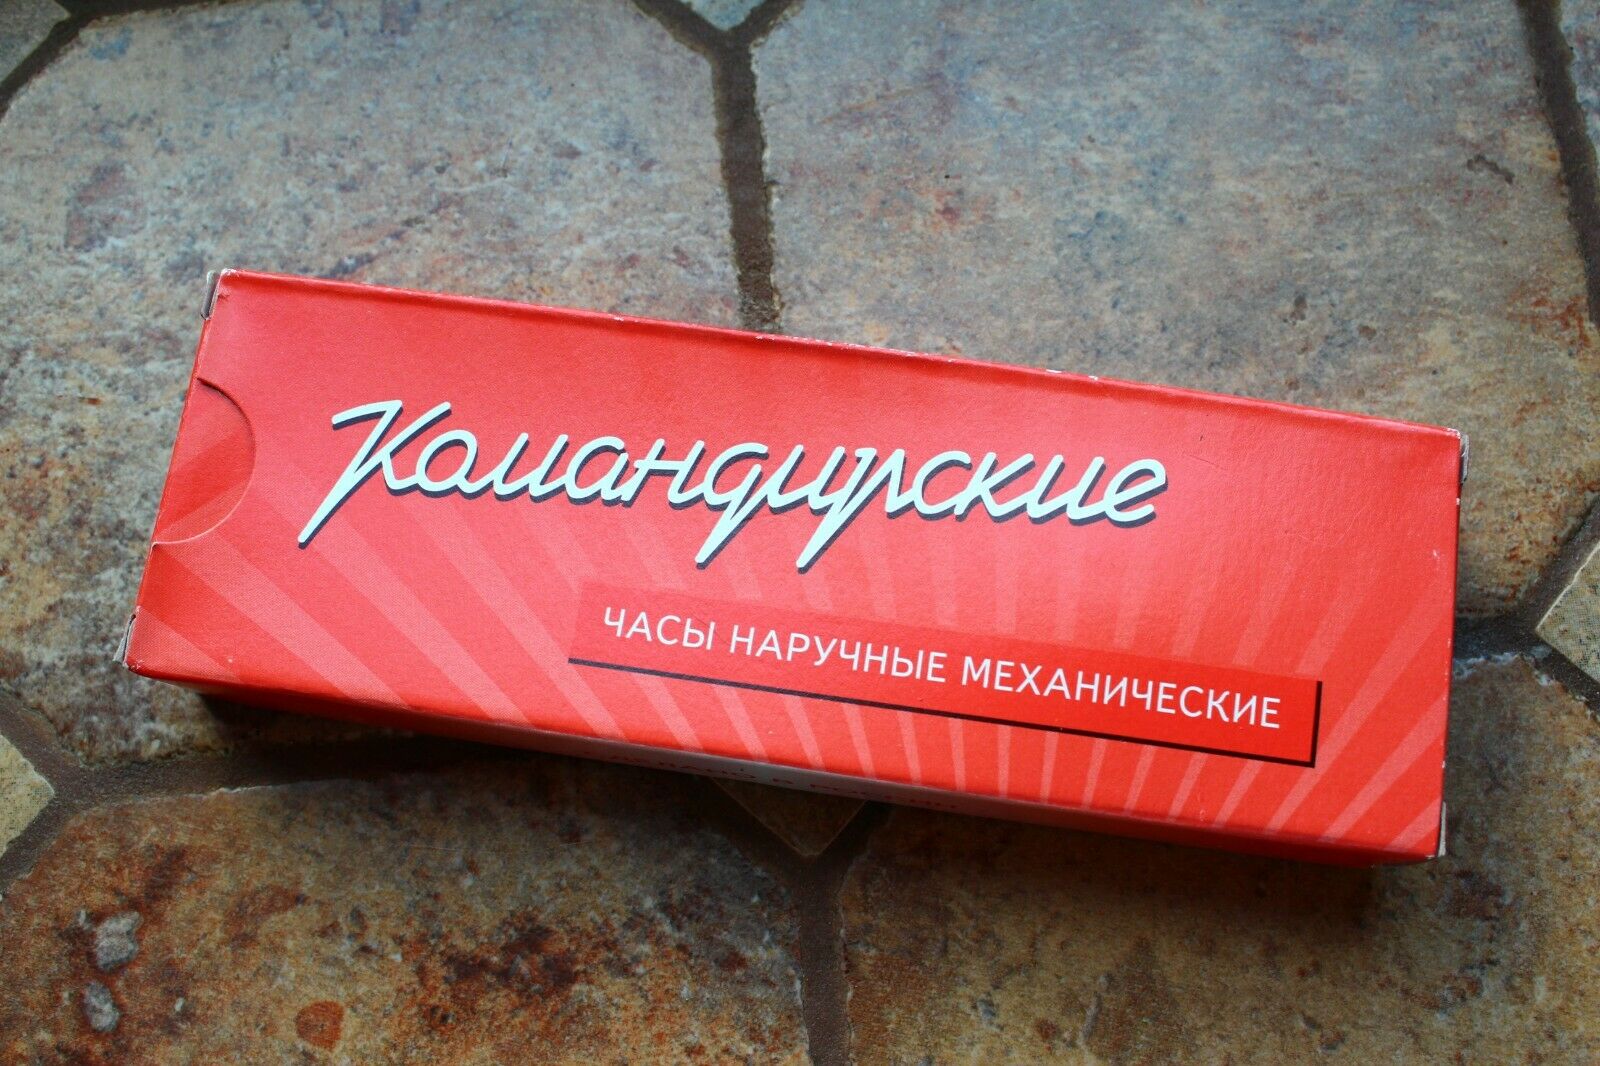 Командирские
ЧАСЫ НАРУЧНЫЕ МЕХАНИЧЕСКИЕ